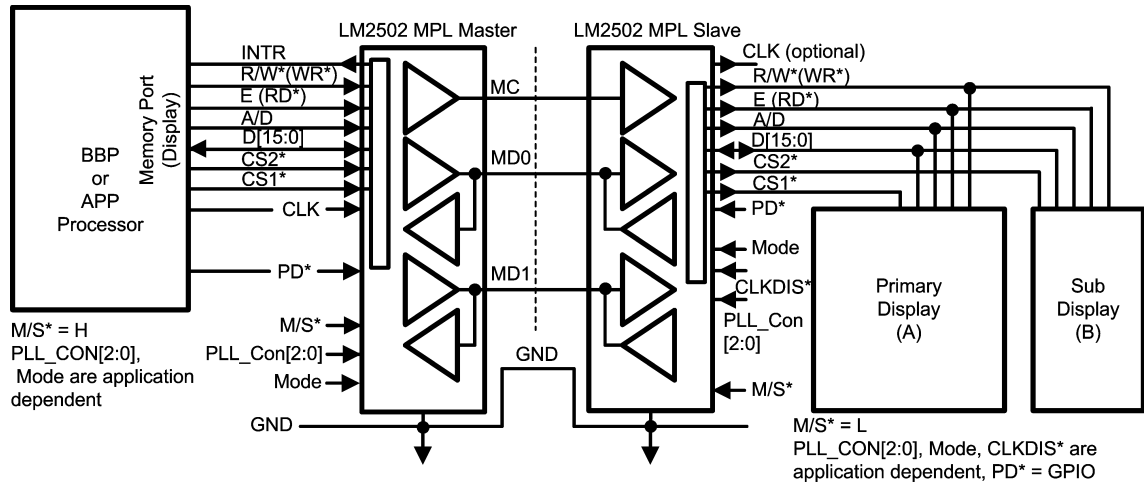 LM2502 MPL Master
LM2502 MPL Slave
BBP
or
APP
Processor
Memory Port
(Display)
INTR
R/W*(WR*)
E (RD*)
A/D
D[15:0]
CS2*
CS1*
CLK
PD*
M/S*
PLL_Con[2:0]
Mode
GND
M/S* = H
PLL_CON[2:0],
Mode are application
dependent
MC
MD0
MD1
GND
CLK (optional)
R/W*(WR*)
E (RD*)
A/D
D[15:0]
CS2*
CS1*
PD*
Mode
CLKDIS*
PLL_Con
[2:0]
M/S*
Primary
Display
(A)
Sub
Display
(B)
M/S* = L
PLL_CON[2:0], Mode, CLKDIS* are
application dependent, PD* = GPIO